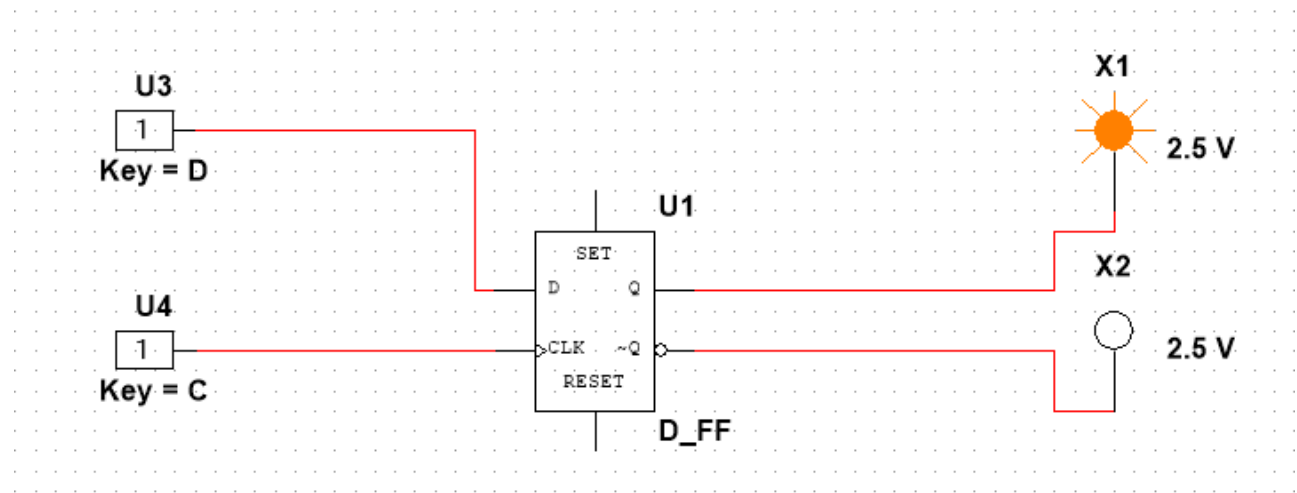 U3
1
Key = D
U4
1
Key = C
U1
SET
D Q
CLK ~Q
RESET
D_FF
X1
2.5 V
X2
2.5 V